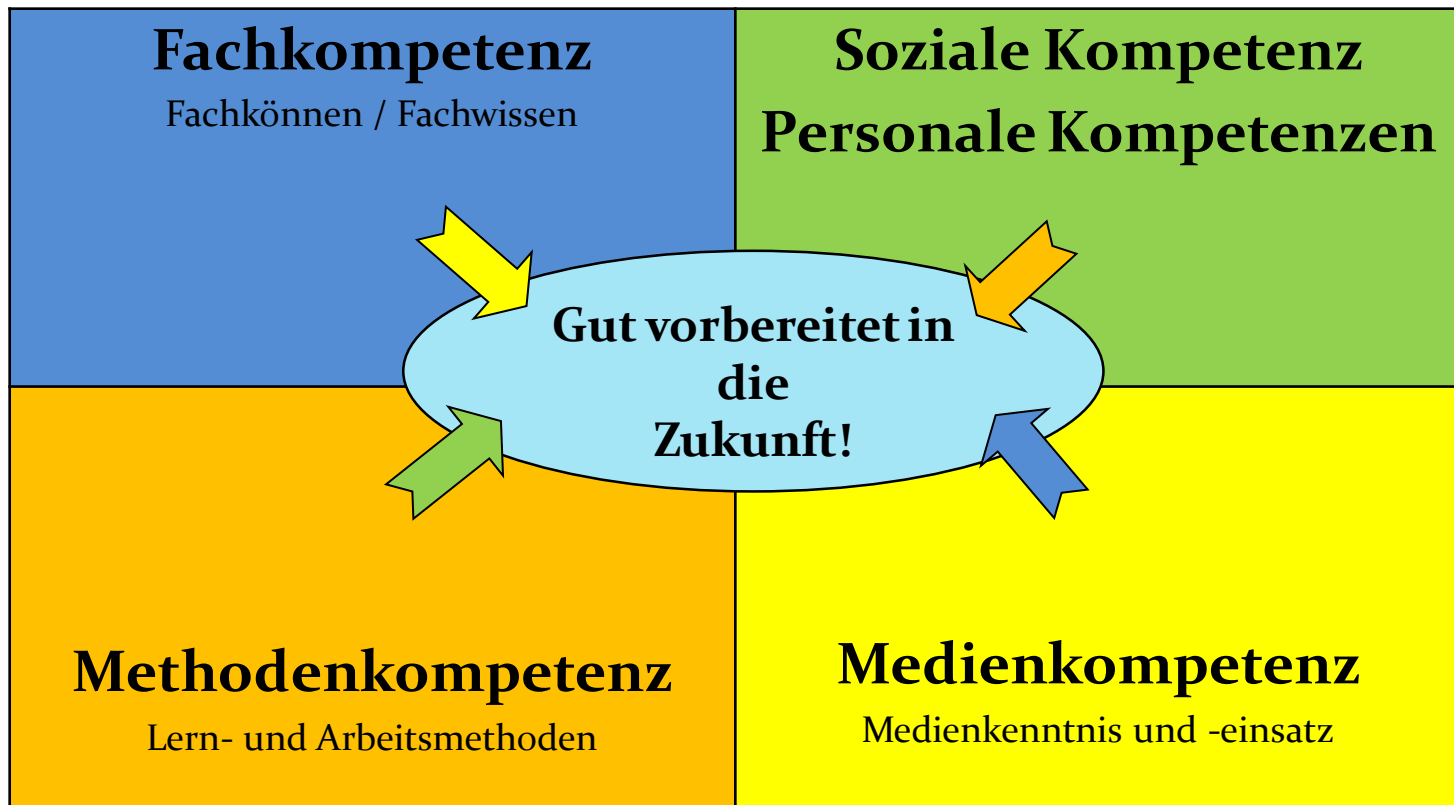 Fachkompetenz
Fachkönnen / Fachwissen
Soziale Kompetenz
Personale Kompetenzen
Gut vorbereitet in
die
Zukunft!
Methodenkompetenz
Lern- und Arbeitsmethoden
Medienkompetenz
Medienkenntnis und -einsatz